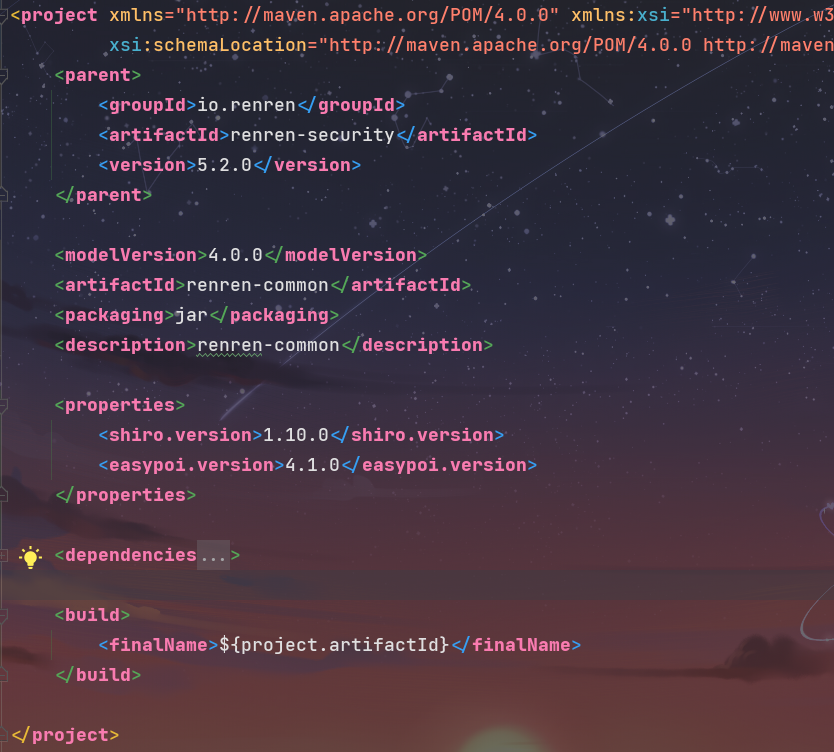 <project xmlns="http://maven.apache.org/POM/4.0.0" xmlns:xsi="http://www.w3
xsi:schemaLocation="http://maven.apache.org/POM/4.0.0 http://maven
<parent>
<groupId>io.renren</groupId>
<artifactId>renren-security</artifactId>
<version>5.2.0</version>
</parent>
<modelVersion>4.0.0</modelVersion>
<artifactId>renren-common</artifactId>
<packaging>jar</packaging>
<description>renren-common</description>
<properties>
<shiro.version>1.10.0</shiro.version>
<easypoi.version>4.1.0</easypoi.version>
</properties>
<dependencies...>
<build>
<finalName>${project.artifactId}</finalName>
</build>
</project>